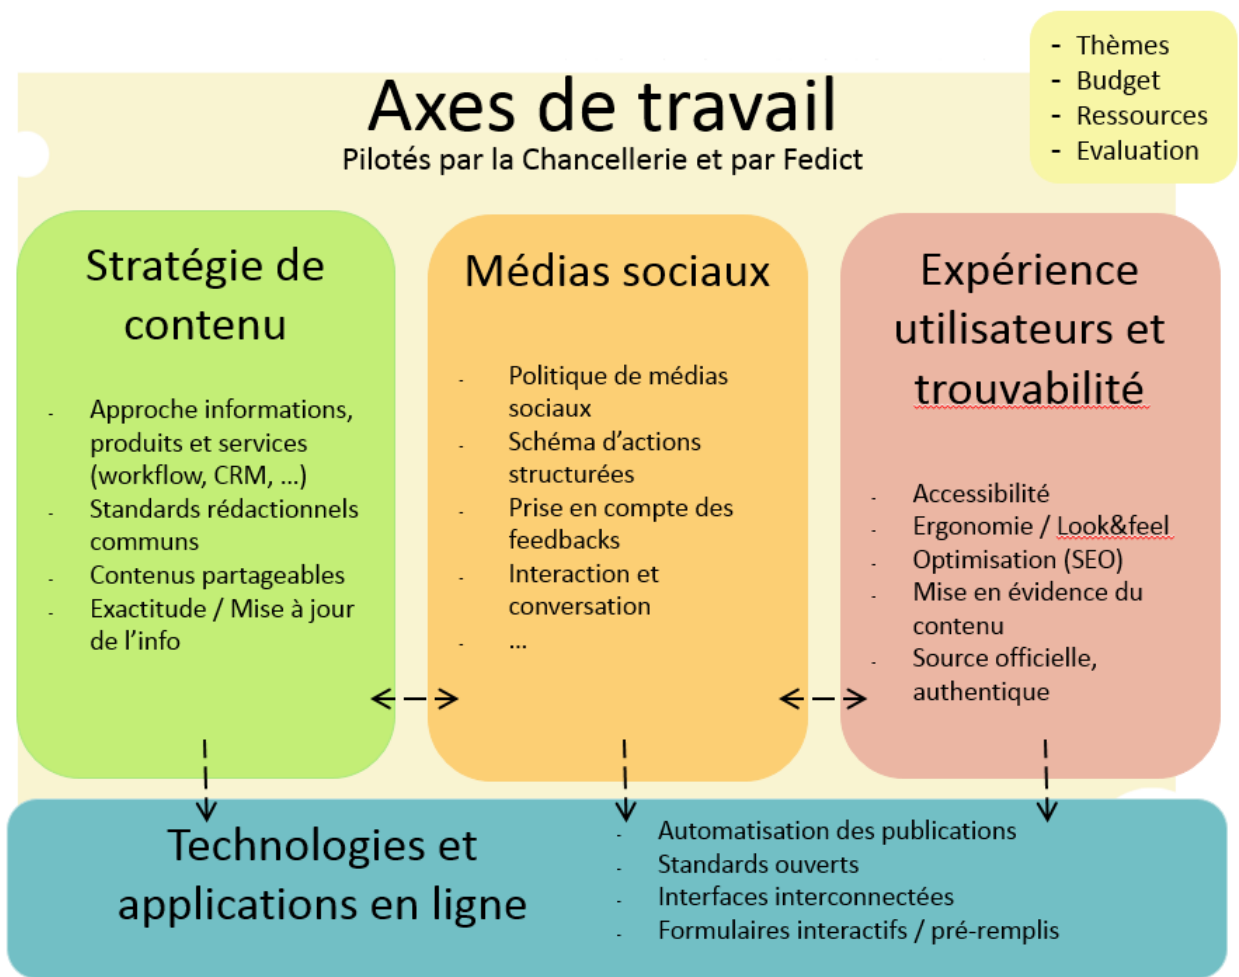 - Thèmes
- Budget
- Ressources
- Evaluation
Axes de travail
Pilotés par la Chancellerie et par Fedict
Stratégie de
contenu
- Approche informations,
produits et services
(workflow, CRM, ...)
- Standards rédactionnels
communs
- Contenus partageables
- Exactitude / Mise à jour
de l’info
Médias sociaux
- Politique de médias
sociaux
- Schéma d’actions
structurées
- Prise en compte des
feedbacks
- Interaction et
conversation
- ...
Expérience
utilisateurs et
trouvabilité
- Accessibilité
- Ergonomie / Look&feel
- Optimisation (SEO)
- Mise en évidence du
contenu
- Source officielle,
authentique
Technologies et
applications en ligne
- Automatisation des publications
- Standards ouverts
- Interfaces interconnectées
- Formulaires interactifs / pré-remplis